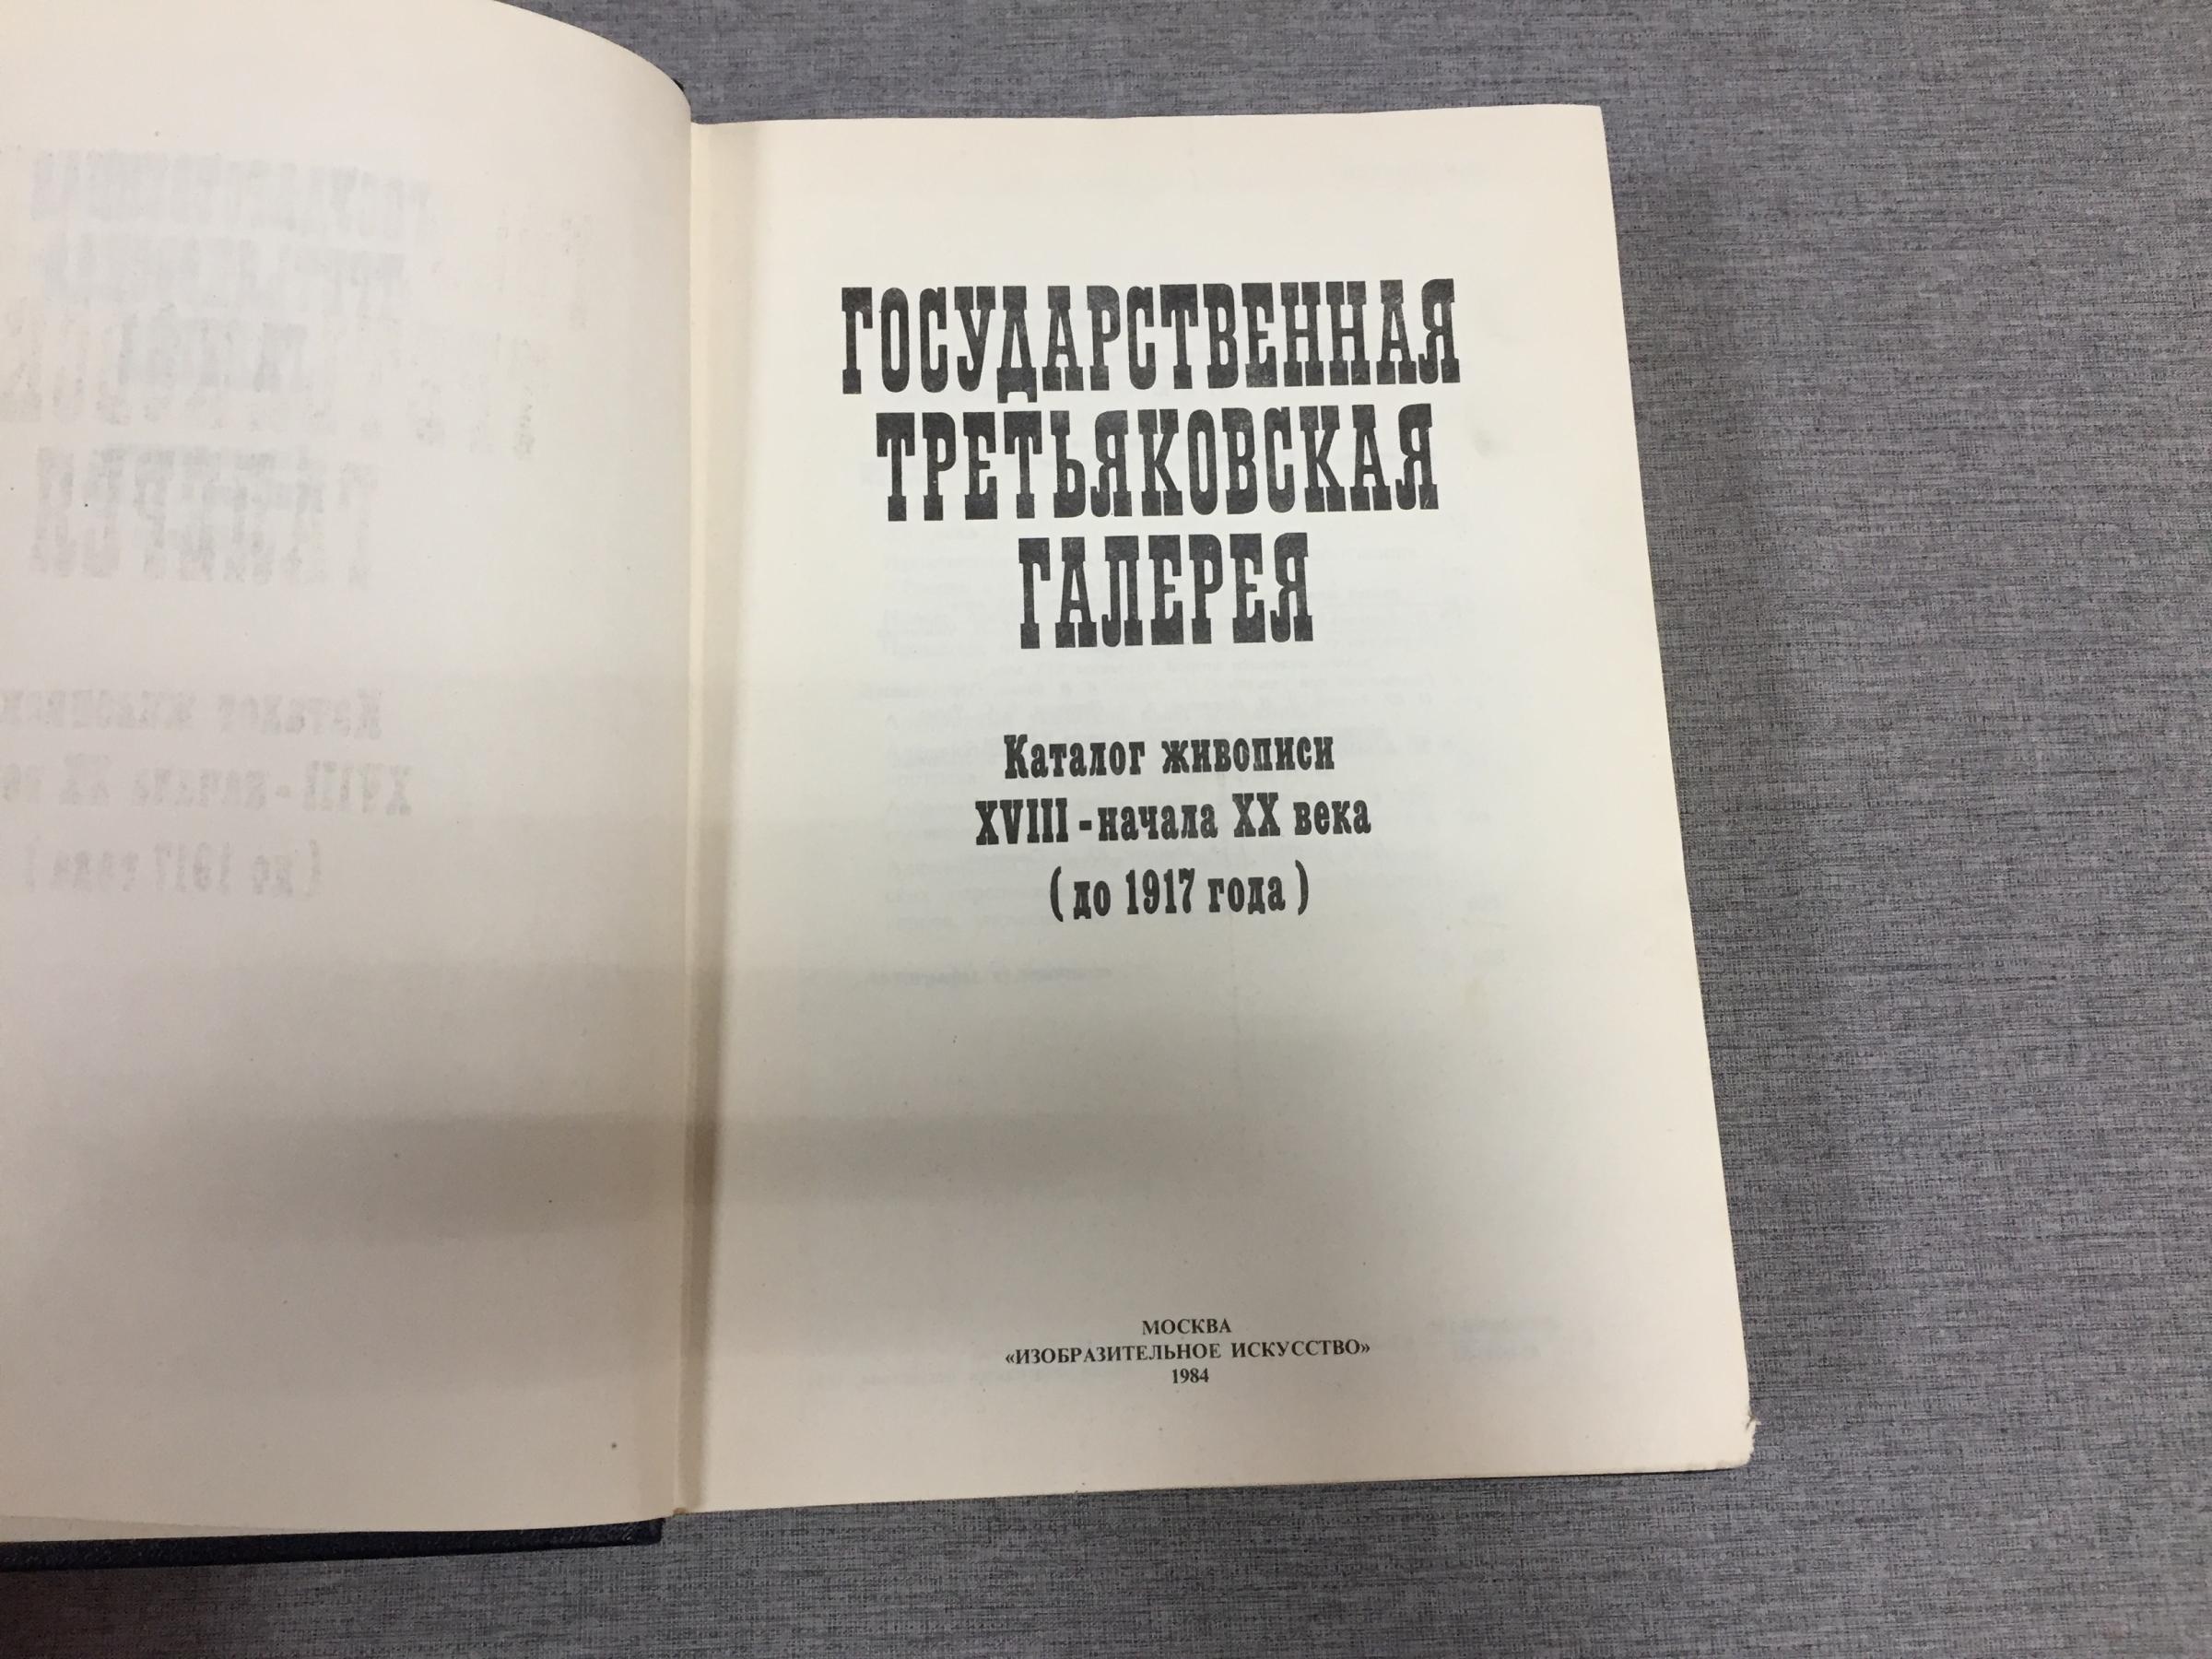 ГОСУДАРСТВЕННАЯ
ТРЕТЬЯКОВСКАЯ
ГАЛЕРЕЯ
Каталог живописи
XVIII - начала XX века
( до 1917 года )
МОСКВА
«ИЗОБРАЗИТЕЛЬНОЕ ИСКУССТВО»
1984